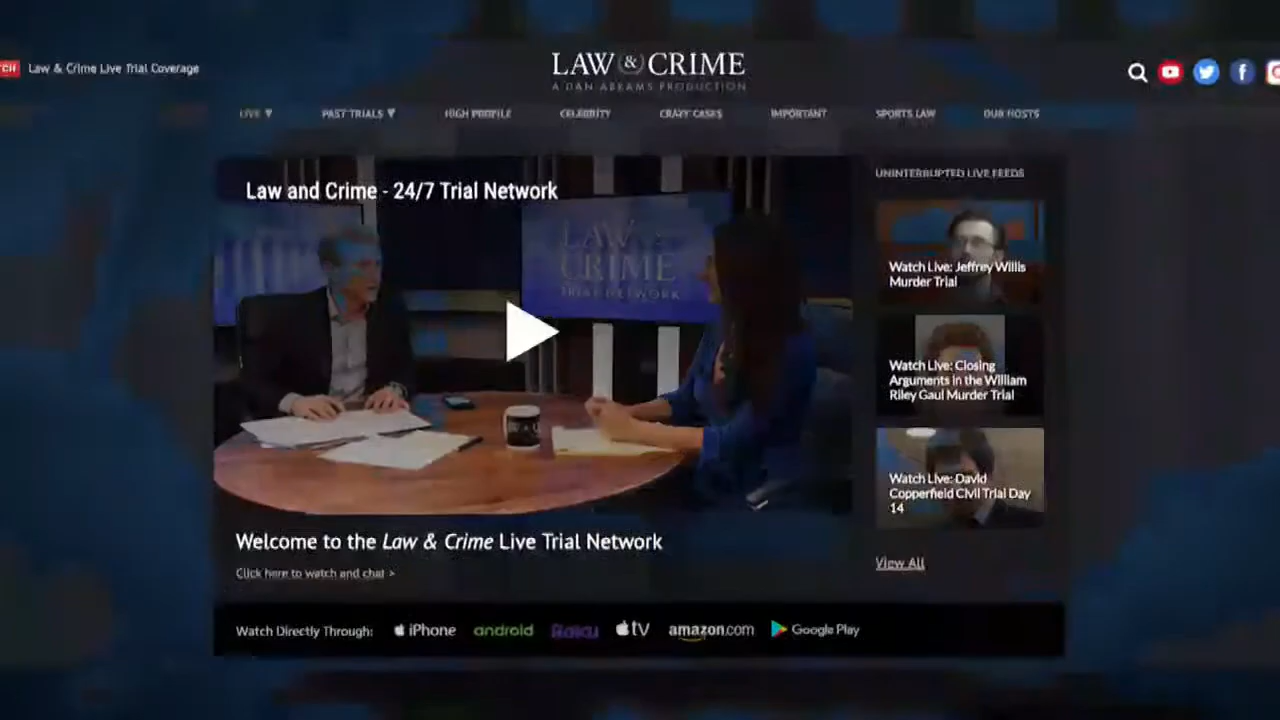 TCH
Law & Crime Live Trial Coverage
LAW & CRIME
A DAN ABRAMS PRODUCTION
LIVE ▼ PAST TRIALS ▼ HIGH PROFILE CELEBRITY CRAZY CASES IMPORTANT SPORTS LAW OUR HOSTS
Law and Crime - 24/7 Trial Network
LAW &
CRIME
TRIAL NETWORK
UNINTERRUPTED LIVE FEEDS
Watch Live: Jeffrey Willis
Murder Trial
Watch Live: Closing
Arguments in the William
Riley Gaul Murder Trial
Watch Live: David
Copperfield Civil Trial Day
14
View All
Welcome to the Law & Crime Live Trial Network
Click here to watch and chat >
Watch Directly Through: iPhone android Roku tv amazon.com Google Play